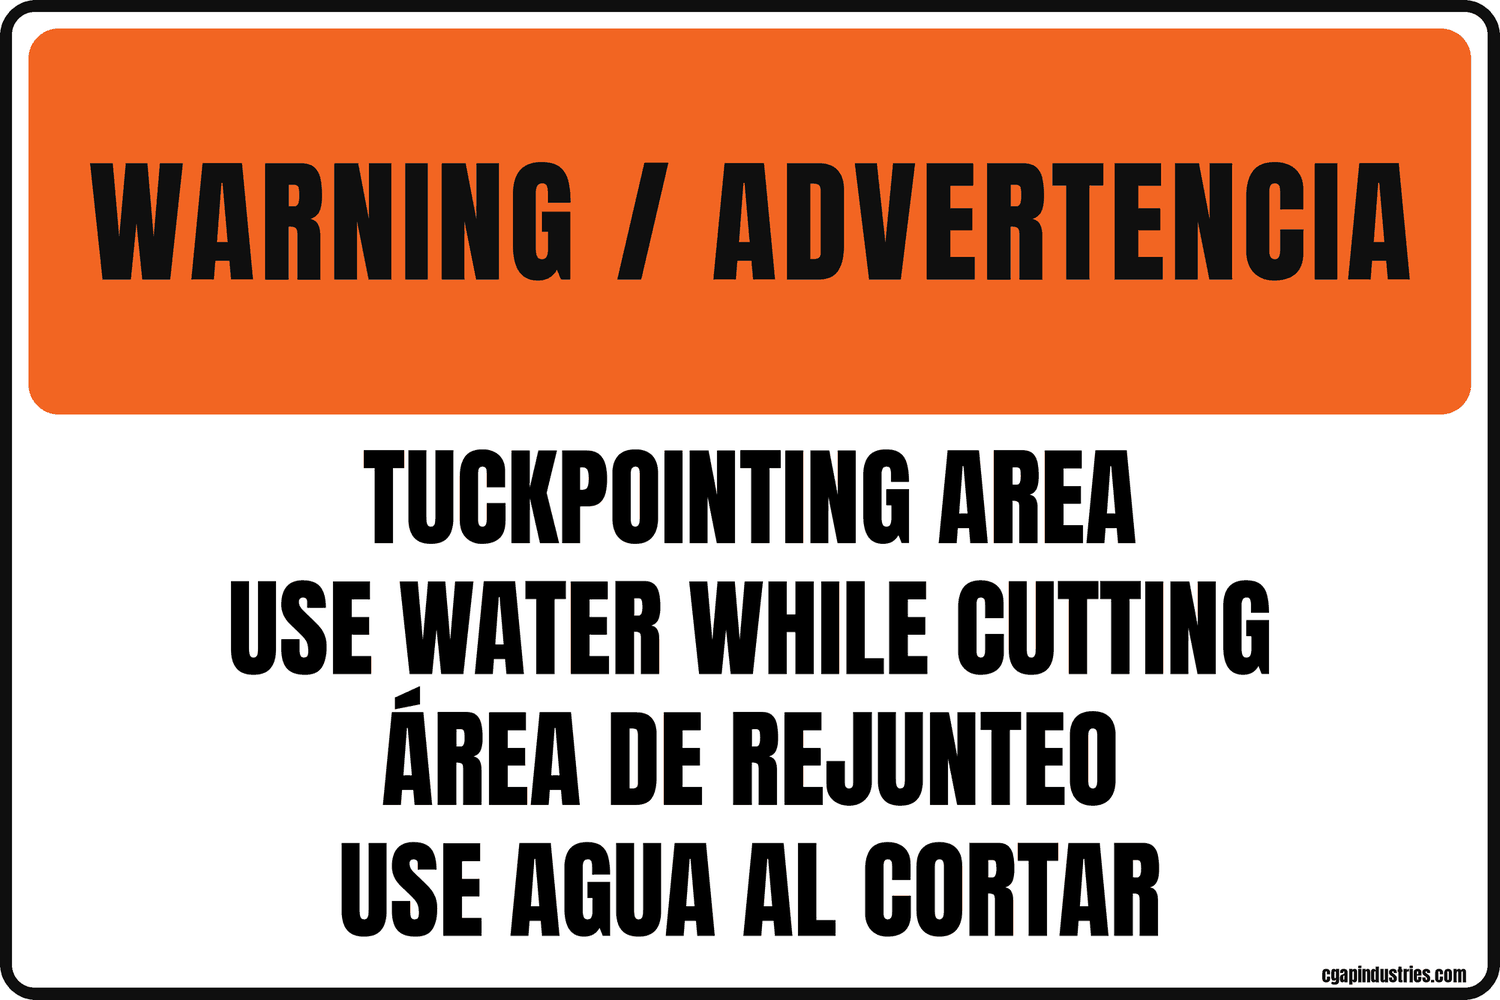 WARNING / ADVERTENCIA
TUCKPOINTING AREA
USE WATER WHILE CUTTING
ÁREA DE REJUNTEO
USE AGUA AL CORTAR
cgapindustries.com